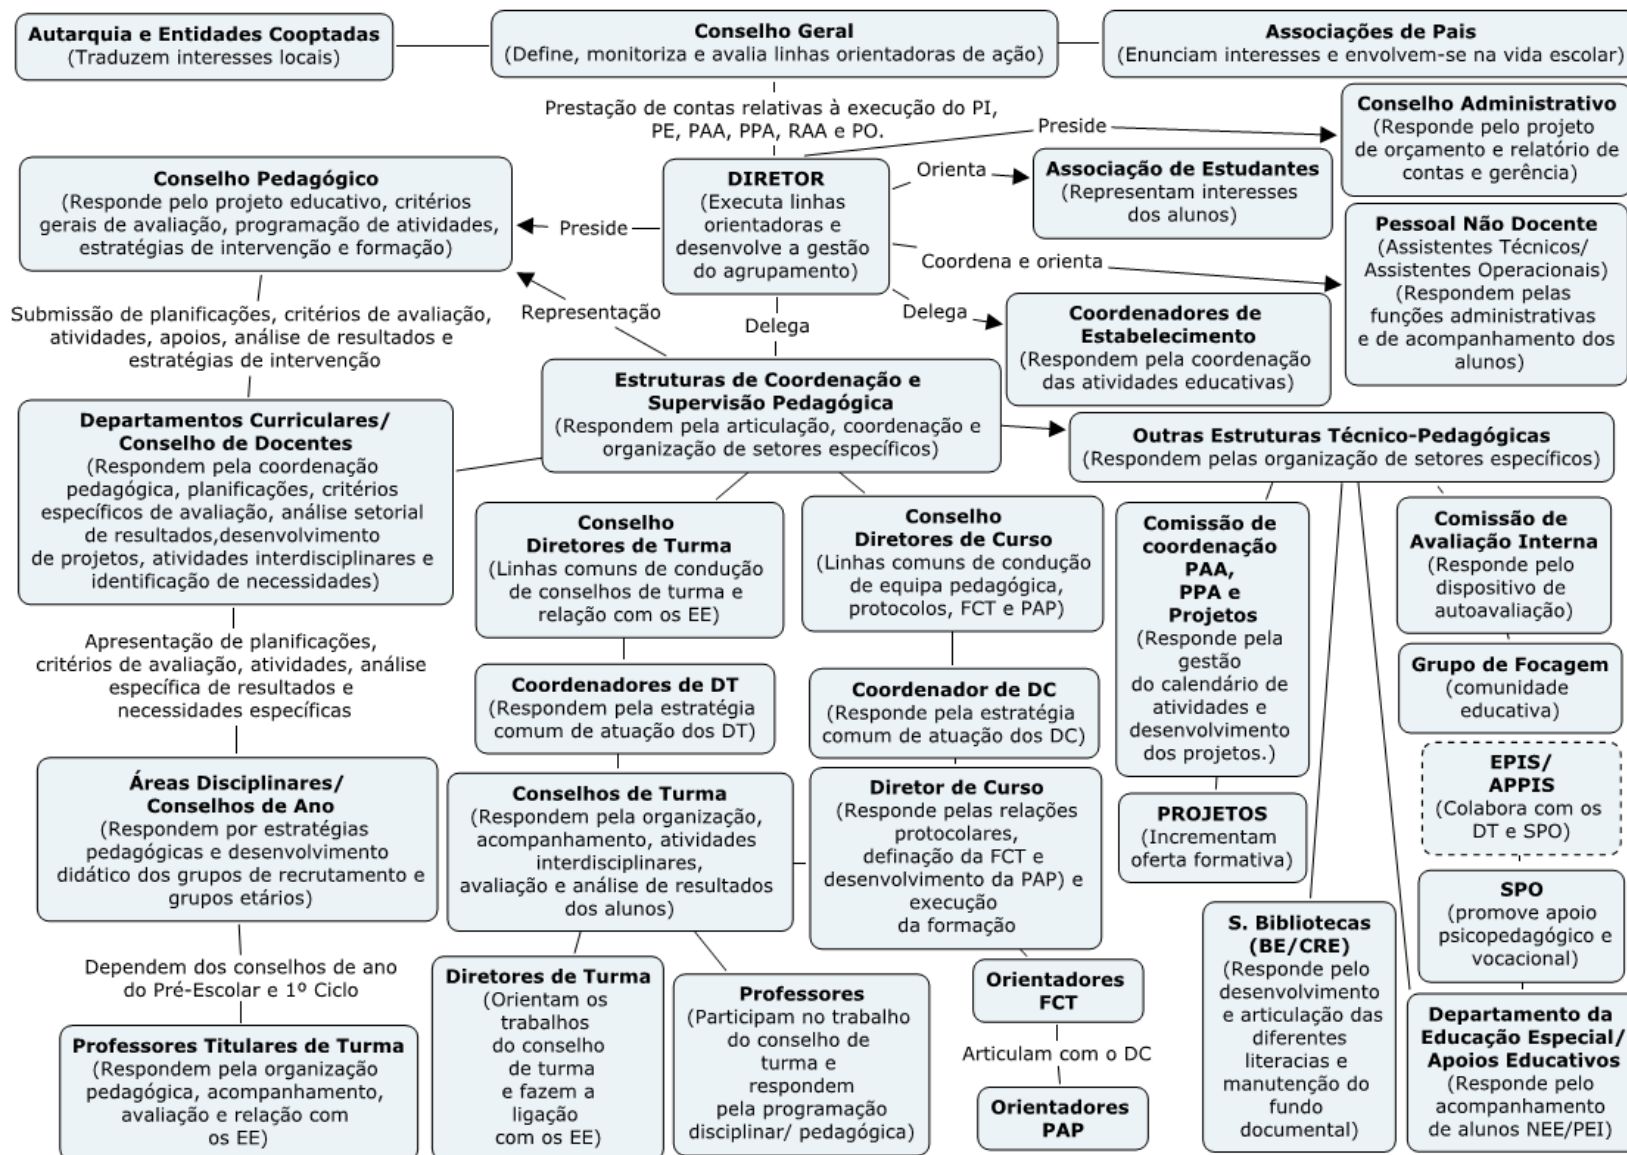 Autarquia e Entidades Cooptadas
(Traduzem interesses locais)
Conselho Geral
(Define, monitoriza e avalia linhas orientadoras de ação)
Associações de Pais
(Enunciam interesses e envolvem-se na vida escolar)
Prestação de contas relativas à execução do PI,
PE, PAA, PPA, RAA e PO.
Preside
Conselho Administrativo
(Responde pelo projeto
de orçamento e relatório de
contas e gerência)
Conselho Pedagógico
(Responde pelo projeto educativo, critérios
gerais de avaliação, programação de atividades,
estratégias de intervenção e formação)
Preside
DIRETOR
(Executa linhas
orientadoras e
desenvolve a gestão
do agrupamento)
Orienta
Associação de Estudantes
(Representam interesses
dos alunos)
Coordena e orienta
Pessoal Não Docente
(Assistentes Técnicos/
Assistentes Operacionais)
(Respondem pelas
funções administrativas
e de acompanhamento dos
alunos)
Submissão de planificações, critérios de avaliação,
atividades, apoios, análise de resultados e
estratégias de intervenção
Representação
Delega
Delega
Coordenadores de
Estabelecimento
(Respondem pela coordenação
das atividades educativas)
Estruturas de Coordenação e
Supervisão Pedagógica
(Respondem pela articulação, coordenação e
organização de setores específicos)
Outras Estruturas Técnico-Pedagógicas
(Respondem pelas organização de setores específicos)
Departamentos Curriculares/
Conselho de Docentes
(Respondem pela coordenação
pedagógica, planificações, critérios
específicos de avaliação, análise setorial
de resultados,desenvolvimento
de projetos, atividades interdisciplinares e
identificação de necessidades)
Conselho
Diretores de Turma
(Linhas comuns de condução
de conselhos de turma e
relação com os EE)
Conselho
Diretores de Curso
(Linhas comuns de condução
de equipa pedagógica,
protocolos, FCT e PAP)
Comissão de
coordenação
PAA,
PPA e
Projetos
(Responde pela
gestão
do calendário de
atividades e
desenvolvimento
dos projetos.)
Comissão de
Avaliação Interna
(Responde pelo
dispositivo de
autoavaliação)
Apresentação de planificações,
critérios de avaliação, atividades, análise
específica de resultados e
necessidades específicas
Coordenadores de DT
(Respondem pela estratégia
comum de atuação dos DT)
Coordenador de DC
(Responde pela estratégia
comum de atuação dos DC)
Grupo de Focagem
(comunidade
educativa)
Áreas Disciplinares/
Conselhos de Ano
(Respondem por estratégias
pedagógicas e desenvolvimento
didático dos grupos de recrutamento e
grupos etários)
Conselhos de Turma
(Respondem pela organização,
acompanhamento, atividades
interdisciplinares,
avaliação e análise de resultados
dos alunos)
Diretor de Curso
(Responde pelas relações
protocolares,
definação da FCT e
desenvolvimento da PAP) e
execução
da formação
PROJETOS
(Incrementam
oferta formativa)
EPIS/
APPIS
(Colabora com os
DT e SPO)
SPO
(promove apoio
psicopedagógico e
vocacional)
Dependem dos conselhos de ano
do Pré-Escolar e 1º Ciclo
Professores Titulares de Turma
(Respondem pela organização
pedagógica, acompanhamento,
avaliação e relação com
os EE)
Diretores de Turma
(Orientam os
trabalhos
do conselho
de turma
e fazem a
ligação
com os EE)
Professores
(Participam no trabalho
do conselho de
turma e
respondem
pela programação
disciplinar/ pedagógica)
Orientadores
FCT
Articulam com o DC
Orientadores
PAP
S. Bibliotecas
(BE/CRE)
(Responde pelo
desenvolvimento
e articulação das
diferentes
literacias e
manutenção do
fundo
documental)
Departamento da
Educação Especial/
Apoios Educativos
(Responde pelo
acompanhamento
de alunos NEE/PEI)